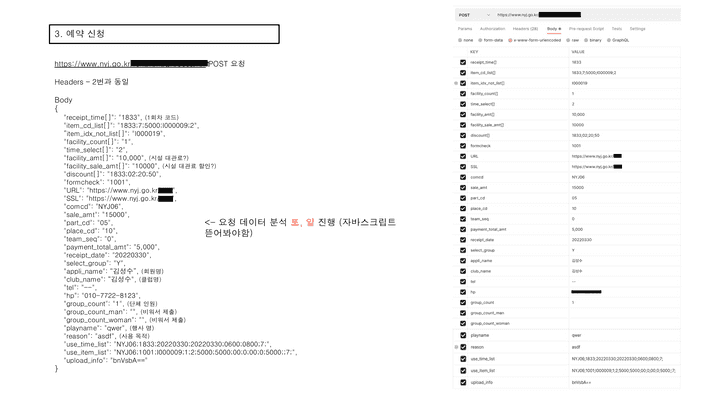 3. 예약 신청
https://www.nyj.go.kr POST 요청
Headers – 2번과 동일
Body
{
"receipt_time[]": "1833", (1회차 코드)
"item_cd_list[]": "1833;7;5000;I000009;2",
"item_idx_not_list[]": "I000019",
"facility_count[]": "1",
"time_select[]": "2",
"facility_amt[]": "10,000", (시설 대관료?)
"facility_sale_amt[]": "10000", (시설 대관료 할인?)
"discount[]": "1833;02;20;50",
"formcheck": "1001",
"URL": "https://www.nyj.go.kr ",
"SSL": "https://www.nyj.go.kr ",
"comcd": "NYJ06",
"sale_amt": "15000",
"part_cd": "05",
"place_cd": "10",
"team_seq": "0",
"payment_total_amt": "5,000",
"receipt_date": "20220330",
"select_group": "Y",
"appli_name": "김성수", (회원명)
"club_name": "김성수", (클럽명)
"tel": "--",
"hp": "010-7722-8123",
"group_count": "1", (단체 인원)
"group_count_man": "", (비워서 제출)
"group_count_woman": "", (비워서 제출)
"playname": "qwer", (행사 명)
"reason": "asdf", (사용 목적)
"use_time_list": "NYJ06;1833;20220330;20220330;0600;0800;7;",
"use_item_list": "NYJ06;1001;I000009;1;2;5000;5000;00;0.00;0;5000;;7;",
"upload_info": "bnVsbA=="
}
<- 요청 데이터 분석 토, 일 진행 (자바스크립트
뜯어봐야함)
POST https://www.nyj.go.kr
Params Authorization Headers Body Pre-request Script Tests Settings
none form-data x-www-form-urlencoded raw binary GraphQL
KEY VALUE
receipt_time[] 1833
item_cd_list[] 1833;7;5000;I000009;2
item_idx_not_list[] I000019
facility_count[] 1
time_select[] 2
facility_amt[] 10,000
facility_sale_amt[] 10000
discount[] 1833;02;20;50
formcheck 1001
URL https://www.nyj.go.kr
SSL https://www.nyj.go.kr
comcd NYJ06
sale_amt 15000
part_cd 05
place_cd 10
team_seq 0
payment_total_amt 5,000
receipt_date 20220330
select_group Y
appli_name 김성수
club_name 김성수
tel --
hp
group_count 1
group_count_man
group_count_woman
playname qwer
reason asdf
use_time_list NYJ06;1833;20220330;20220330;0600;0800;7;
use_item_list NYJ06;1001;I000009;1;2;5000;5000;00;0.00;0;5000;;7;
upload_info bnVsbA==